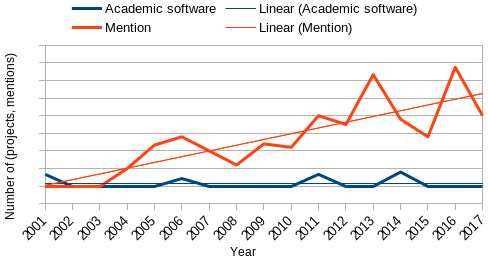 Academic software Linear (Academic software)
Mention Linear (Mention)
Number of (projects, mentions)
2001 2002 2003 2004 2005 2006 2007 2008 2009 2010 2011 2012 2013 2014 2015 2016 2017
Year